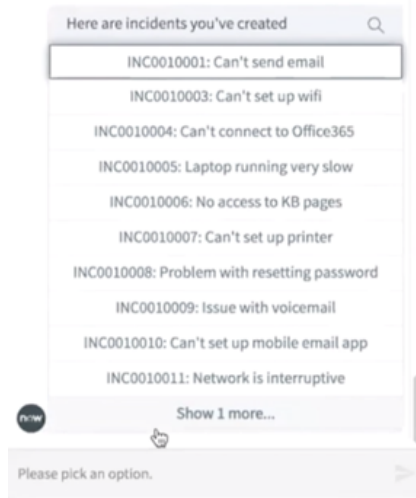 Here are incidents you've created
INC0010001: Can't send email
INC0010003: Can't set up wifi
INC0010004: Can't connect to Office365
INC0010005: Laptop running very slow
INC0010006: No access to KB pages
INC0010007: Can't set up printer
INC0010008: Problem with resetting password
INC0010009: Issue with voicemail
INC0010010: Can't set up mobile email app
INC0010011: Network is interruptive
Show 1 more...
now
Please pick an option.